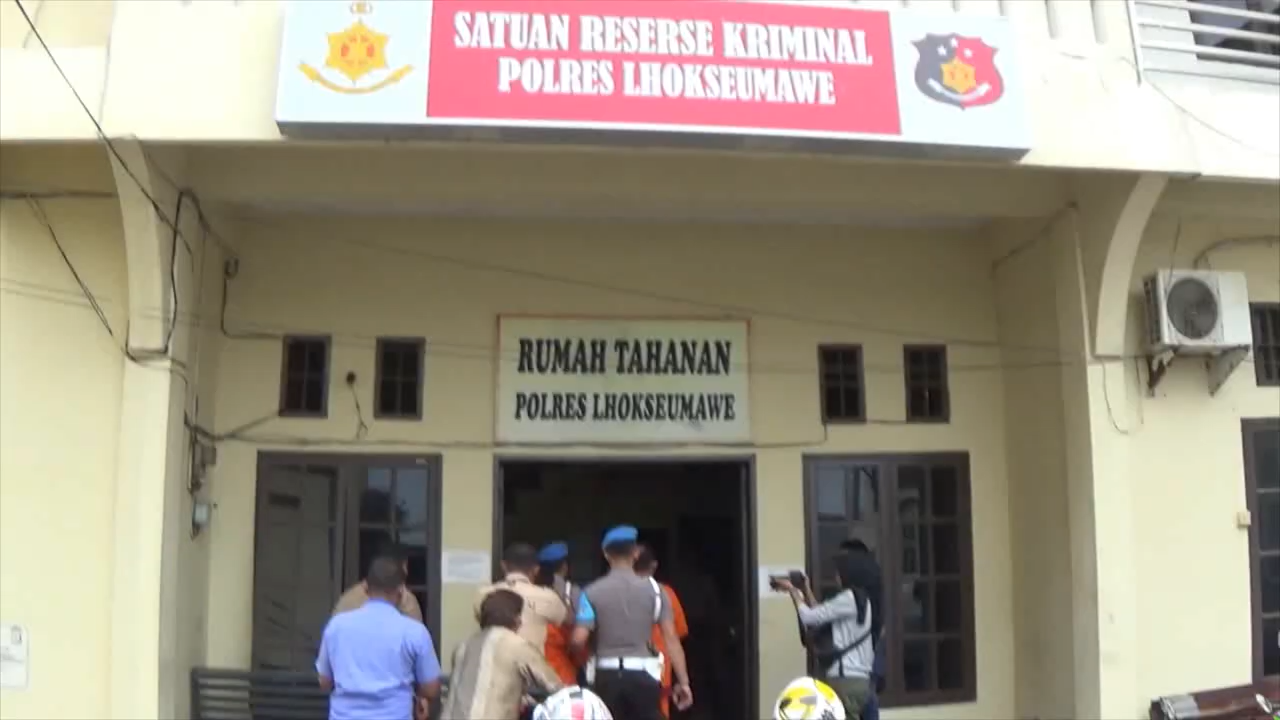 SATUAN RESERSE KRIMINAL
POLRES LHOKSEUMAWE
RUMAH TAHANAN
POLRES LHOKSEUMAWE